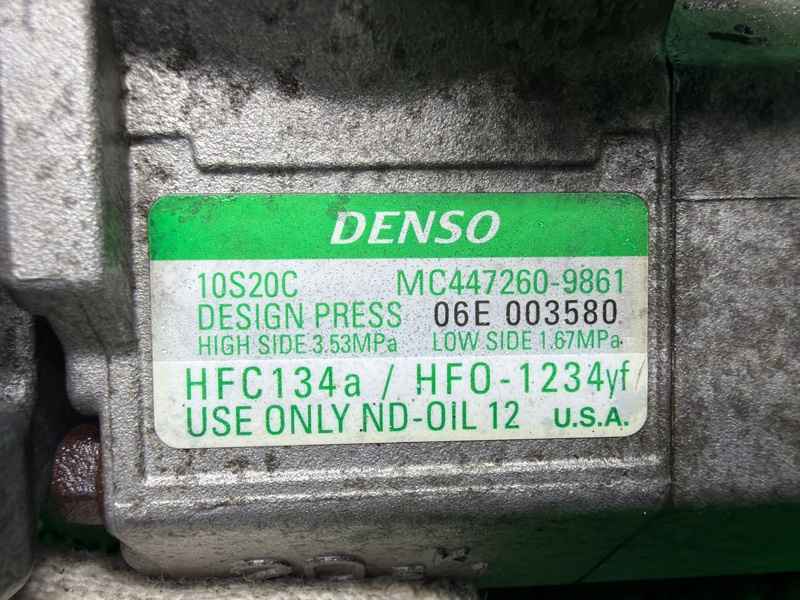 DENSO
10S20C MC447260-9861
DESIGN PRESS 06E 003580
HIGH SIDE 3.53MPa LOW SIDE 1.67MPa
HFC134a / HFO-1234yf
USE ONLY ND-OIL 12 U.S.A.